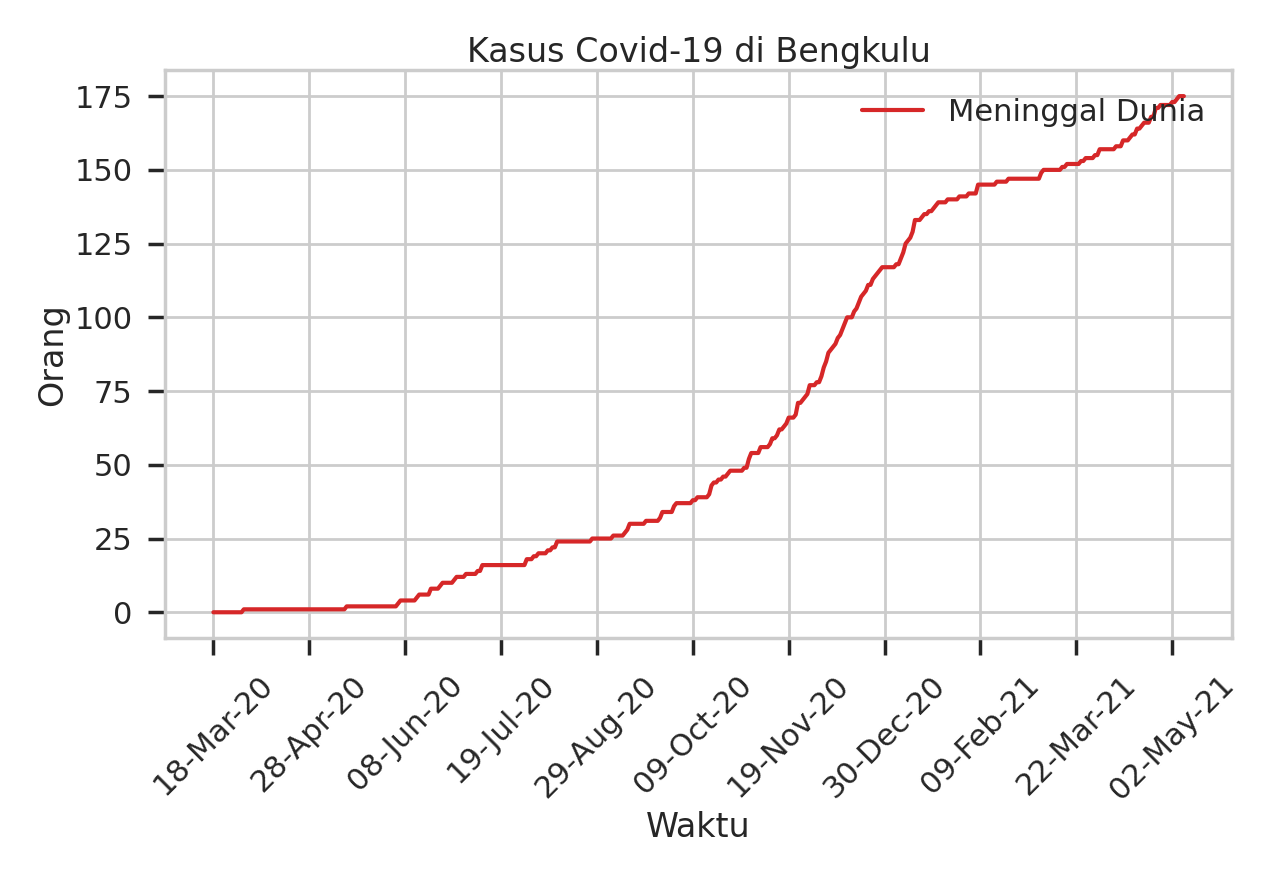 Kasus Covid-19 di Bengkulu
Meninggal Dunia
Orang
175
150
125
100
75
50
25
0
18-Mar-20
28-Apr-20
08-Jun-20
19-Jul-20
29-Aug-20
09-Oct-20
19-Nov-20
30-Dec-20
09-Feb-21
22-Mar-21
02-May-21
Waktu